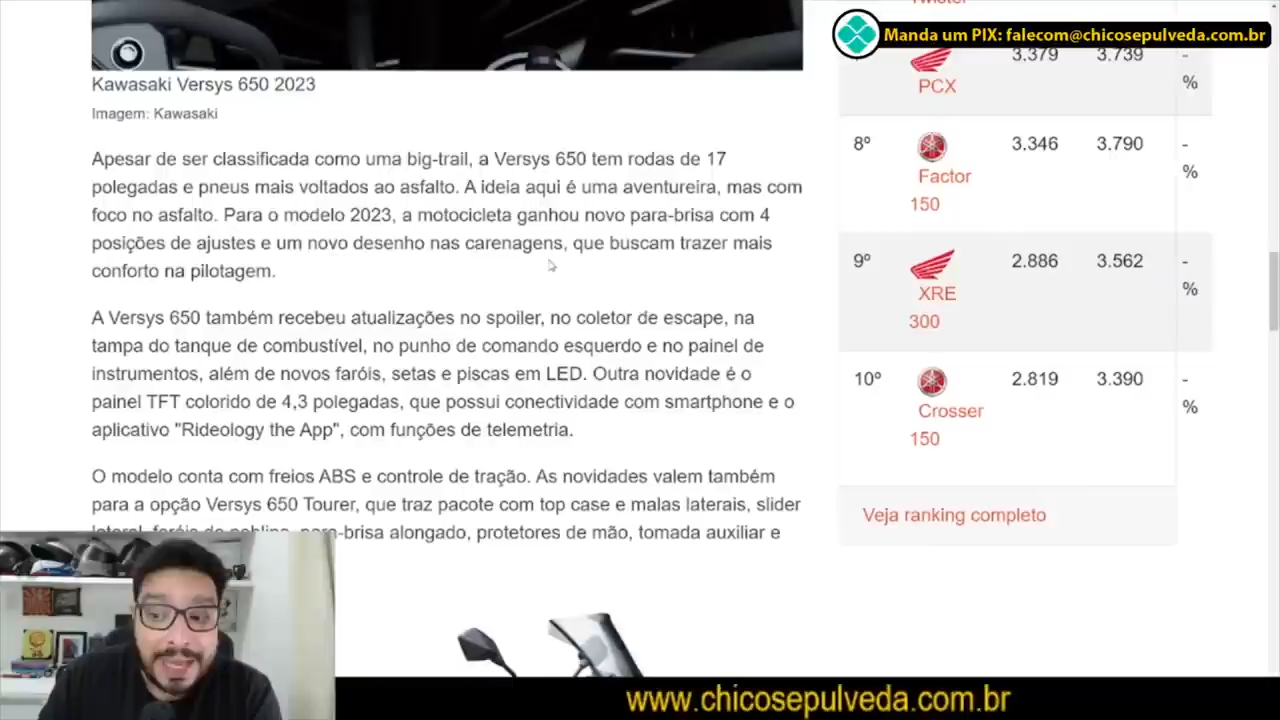 Manda um PIX: falecom@chicosepulveda.com.br
Kawasaki Versys 650 2023
Imagem: Kawasaki
Apesar de ser classificada como uma big-trail, a Versys 650 tem rodas de 17
polegadas e pneus mais voltados ao asfalto. A ideia aqui é uma aventureira, mas com
foco no asfalto. Para o modelo 2023, a motocicleta ganhou novo para-brisa com 4
posições de ajustes e um novo desenho nas carenagens, que buscam trazer mais
conforto na pilotagem.
A Versys 650 também recebeu atualizações no spoiler, no coletor de escape, na
tampa do tanque de combustível, no punho de comando esquerdo e no painel de
instrumentos, além de novos faróis, setas e piscas em LED. Outra novidade é o
painel TFT colorido de 4,3 polegadas, que possui conectividade com smartphone e o
aplicativo "Rideology the App", com funções de telemetria.
O modelo conta com freios ABS e controle de tração. As novidades valem também
para a opção Versys 650 Tourer, que traz pacote com top case e malas laterais, slider
lateral, faróis de neblina, para-brisa alongado, protetores de mão, tomada auxiliar e
3.379 3.739 -
PCX %
8º 3.346 3.790 -
Factor %
150
9º 2.886 3.562 -
XRE %
300
10º 2.819 3.390 -
Crosser %
150
Veja ranking completo
www.chicosepulveda.com.br